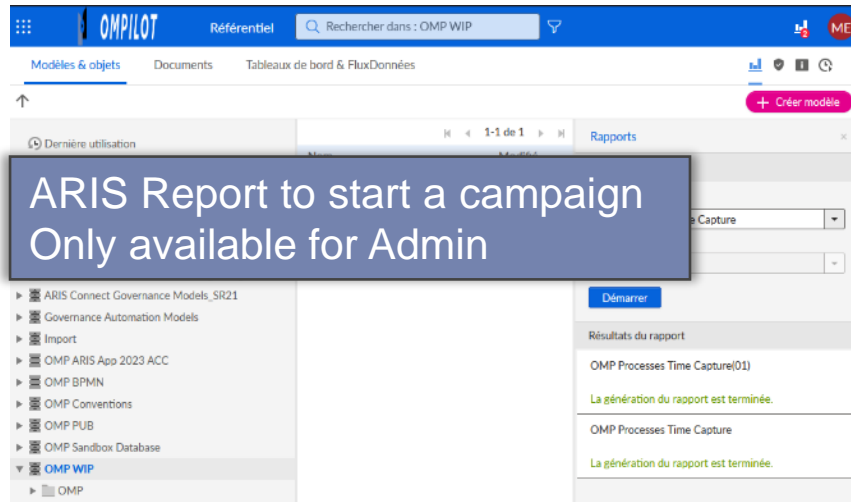 OMPILOT
Référentiel
Rechercher dans : OMP WIP
2
ME
Modèles & objets
Documents
Tableaux de bord & FluxDonnées
+ Créer modèle
Dernière utilisation
1-1 de 1
Rapports
×
ARIS Report to start a campaign
Only available for Admin
e Capture
ARIS Connect Governance Models_SR21
Governance Automation Models
Import
OMP ARIS App 2023 ACC
OMP BPMN
OMP Conventions
OMP PUB
OMP Sandbox Database
OMP WIP
OMP
Démarrer
Résultats du rapport
OMP Processes Time Capture(01)
La génération du rapport est terminée.
OMP Processes Time Capture
La génération du rapport est terminée.